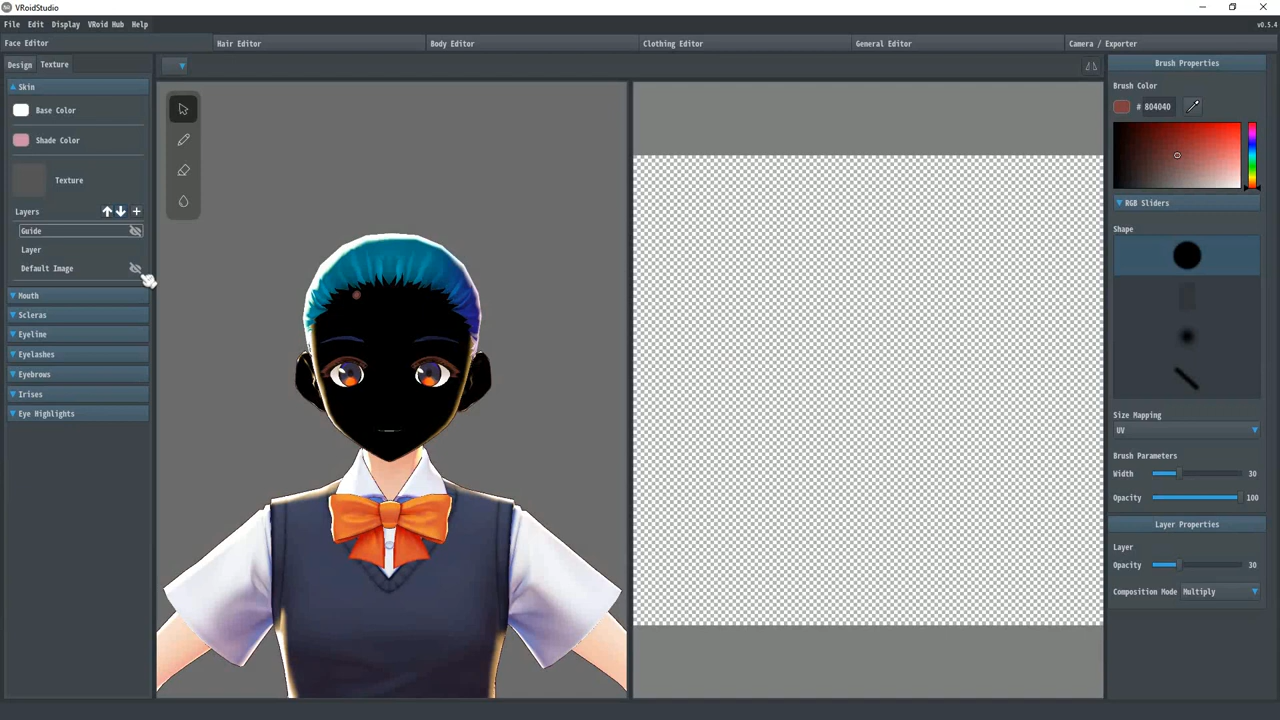 VRoidStudio
File Edit Display VRoid Hub Help
v0.5.4
Face Editor Hair Editor Body Editor Clothing Editor General Editor Camera / Exporter
Design Texture
Skin
Base Color
Shade Color
Texture
Layers
Guide
Layer
Default Image
Mouth
Scleras
Eyeline
Eyelashes
Eyebrows
Irises
Eye Highlights
Brush Properties
Brush Color
# 804040
RGB Sliders
Shape
Size Mapping
UV
Brush Parameters
Width 30
Opacity 100
Layer Properties
Layer
Opacity 30
Composition Mode Multiply